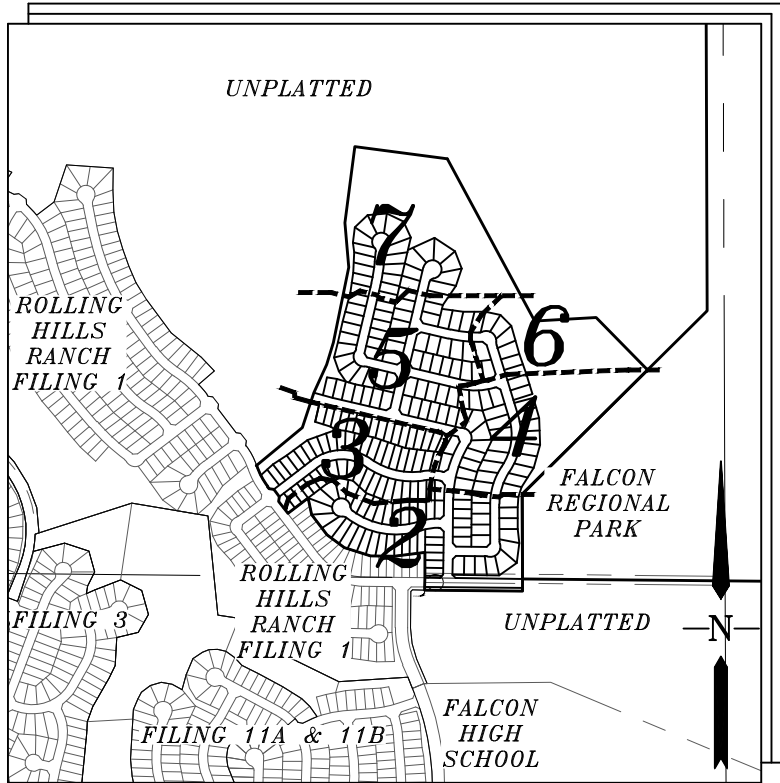 UNPLATTED
7
ROLLING
HILLS
RANCH
FILING 1
6
5
4
3
FALCON
REGIONAL
PARK
2
ROLLING
HILLS
RANCH
FILING 1
FILING 3
UNPLATTED
N
FILING 11A & 11B
FALCON
HIGH
SCHOOL